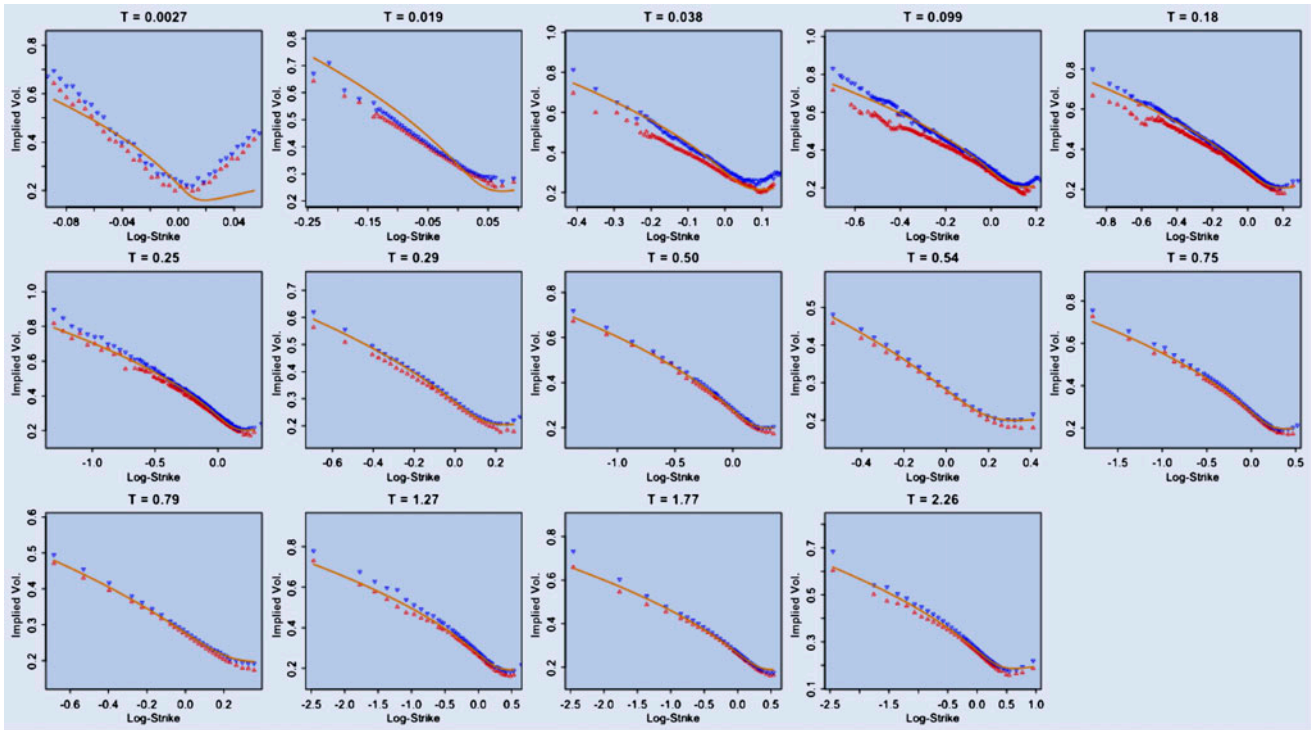 T = 0.0027
T = 0.019
T = 0.038
T = 0.099
T = 0.18
Implied Vol.
0.2 0.4 0.6 0.8
-0.08 -0.04 0.00 0.04
Log-Strike
Implied Vol.
0.2 0.3 0.4 0.5 0.6 0.7 0.8
-0.25 -0.15 -0.05 0.05
Log-Strike
Implied Vol.
0.2 0.4 0.6 0.8 1.0
-0.4 -0.3 -0.2 -0.1 0.0 0.1
Log-Strike
Implied Vol.
0.2 0.4 0.6 0.8 1.0
-0.6 -0.4 -0.2 0.0 0.2
Log-Strike
Implied Vol.
0.2 0.4 0.6 0.8
-0.8 -0.6 -0.4 -0.2 0.0 0.2
Log-Strike
T = 0.25
T = 0.29
T = 0.50
T = 0.54
T = 0.75
Implied Vol.
0.2 0.4 0.6 0.8 1.0
-1.0 -0.5 0.0
Log-Strike
Implied Vol.
0.1 0.2 0.3 0.4 0.5 0.6 0.7
-0.6 -0.4 -0.2 0.0 0.2
Log-Strike
Implied Vol.
0.2 0.4 0.6 0.8
-1.0 -0.5 0.0
Log-Strike
Implied Vol.
0.2 0.3 0.4 0.5
-0.4 -0.2 0.0 0.2 0.4
Log-Strike
Implied Vol.
0.2 0.4 0.6 0.8
-1.5 -1.0 -0.5 0.0 0.5
Log-Strike
T = 0.79
T = 1.27
T = 1.77
T = 2.26
Implied Vol.
0.2 0.3 0.4 0.5 0.6
-0.6 -0.4 -0.2 0.0 0.2
Log-Strike
Implied Vol.
0.2 0.4 0.6 0.8
-2.5 -2.0 -1.5 -1.0 -0.5 0.0 0.5
Log-Strike
Implied Vol.
0.2 0.4 0.6 0.8
-2.5 -2.0 -1.5 -1.0 -0.5 0.0 0.5
Log-Strike
Implied Vol.
0.1 0.3 0.5 0.7
-2.5 -1.5 -0.5 0.0 0.5 1.0
Log-Strike